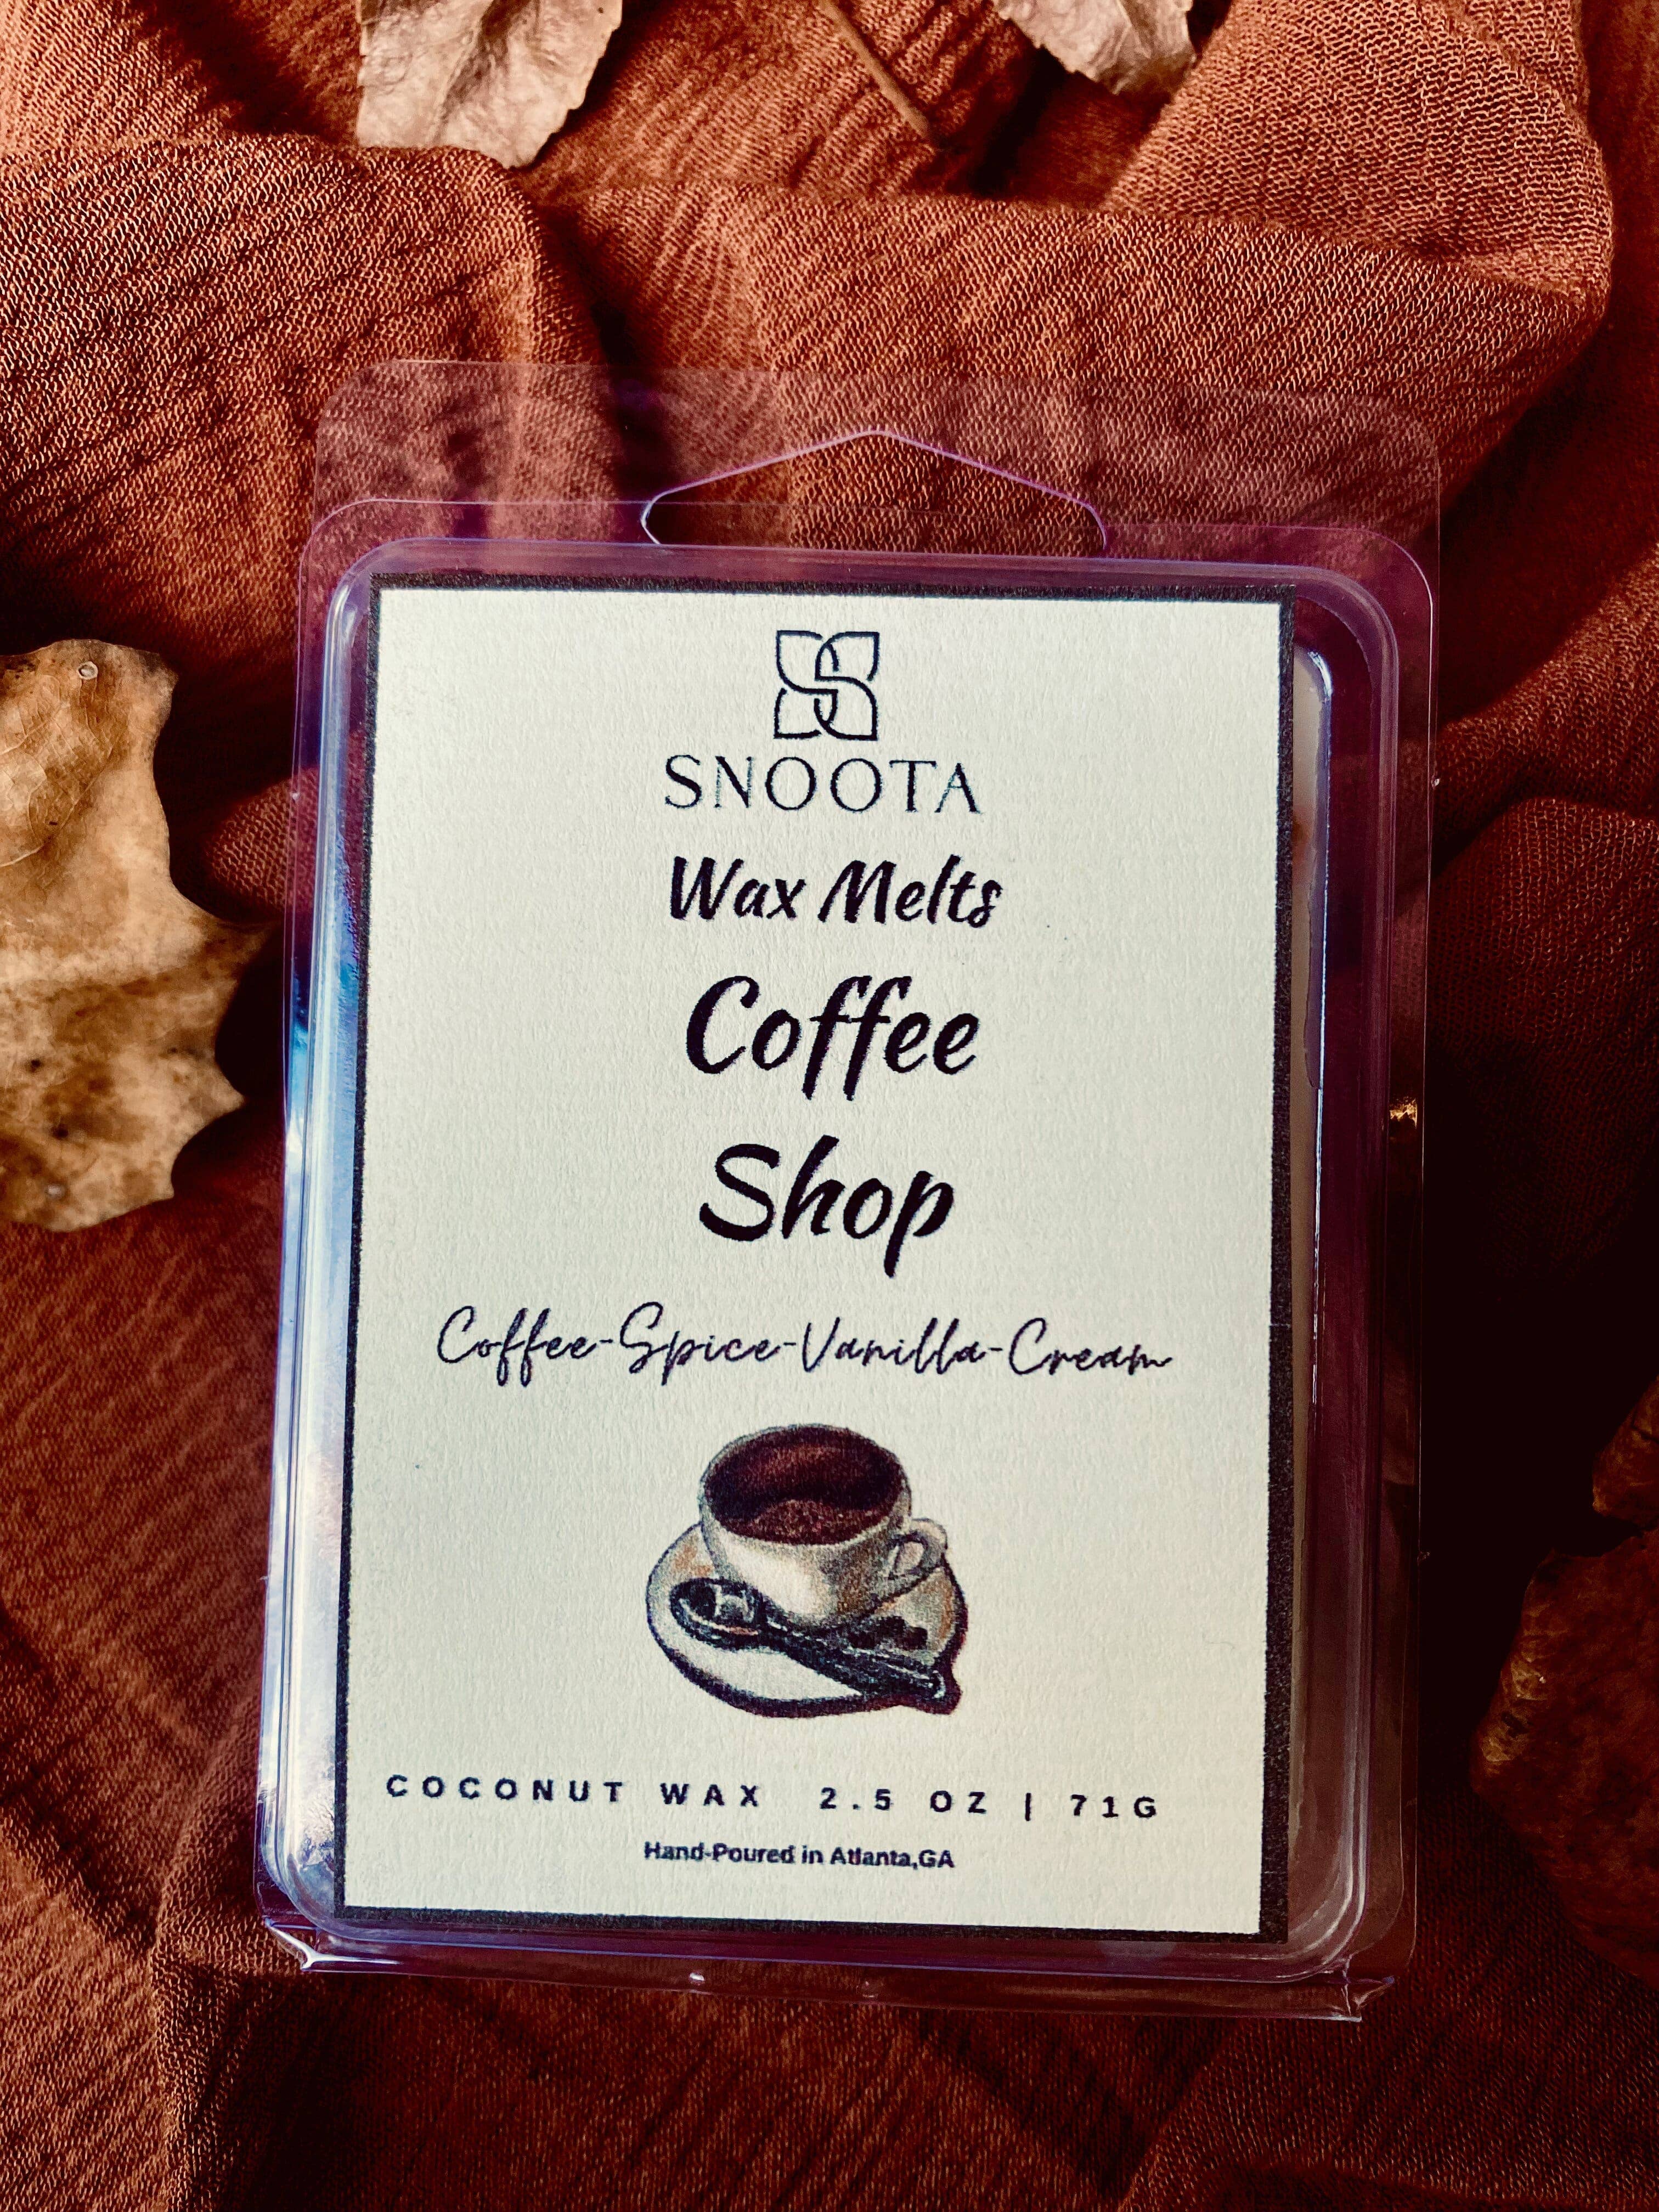 SNOOTA
Wax Melts
Coffee
Shop
Coffee-Spice-Vanilla-Cream
COCONUT WAX 2.5 OZ | 71G
Hand-Poured in Atlanta,GA